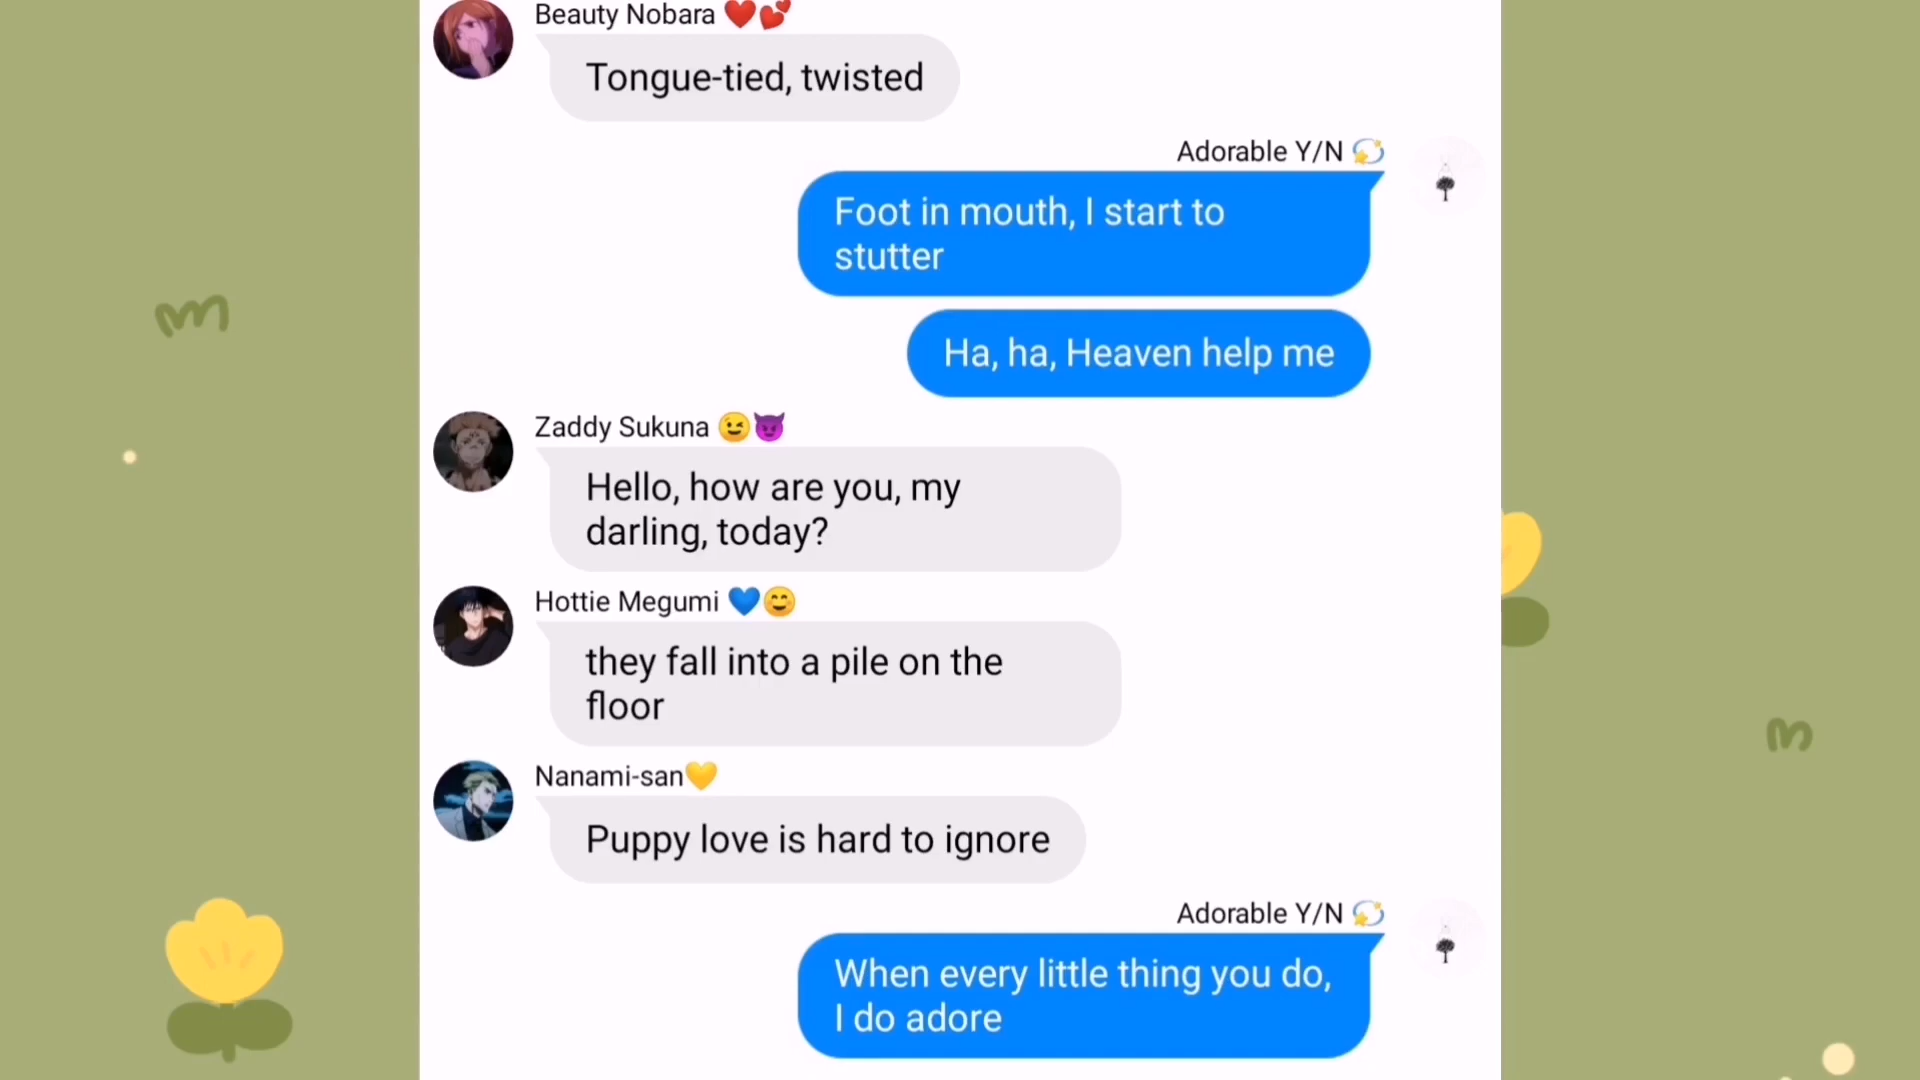 Beauty Nobara ❤️💕
Tongue-tied, twisted
Adorable Y/N 💫
Foot in mouth, I start to
stutter
Ha, ha, Heaven help me
Zaddy Sukuna 😉😈
Hello, how are you, my
darling, today?
Hottie Megumi 💙😊
they fall into a pile on the
floor
Nanami-san💛
Puppy love is hard to ignore
Adorable Y/N 💫
When every little thing you do,
I do adore